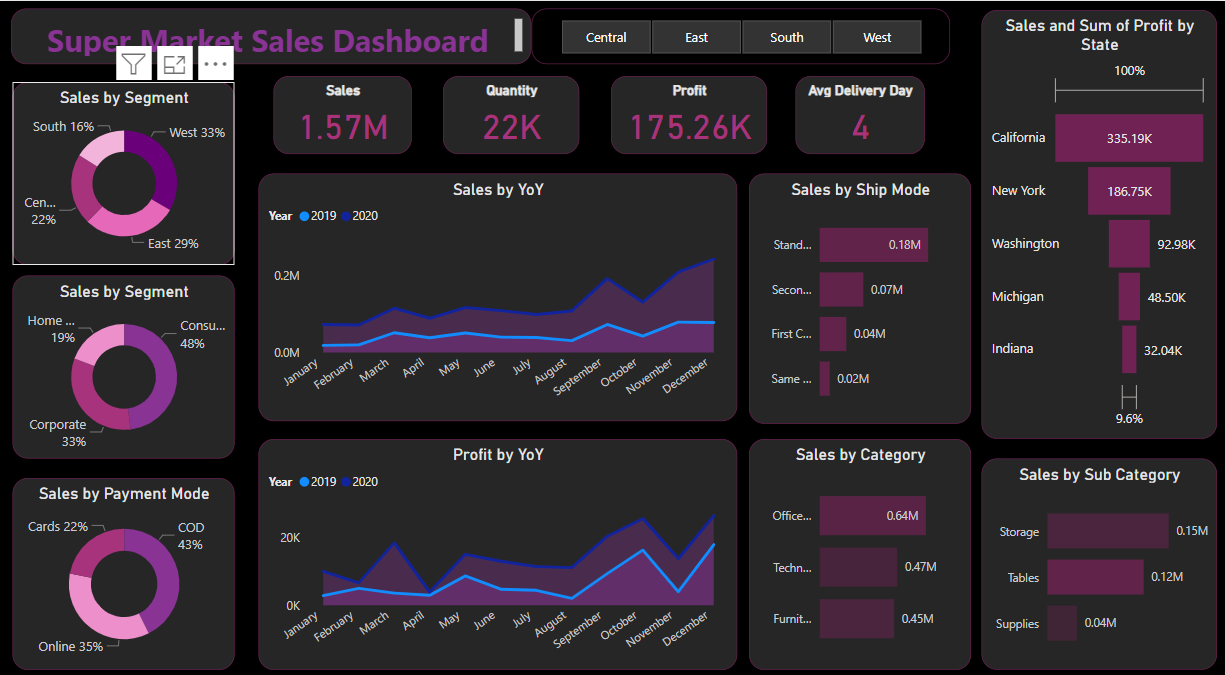 Super Market Sales Dashboard
Central
East
South
West
Sales and Sum of Profit by
State
100%
California
335.19K
New York
186.75K
Washington
92.98K
Michigan
48.50K
Indiana
32.04K
9.6%
Sales by Segment
South 16%
West 33%
Cen...
22%
East 29%
Sales
1.57M
Quantity
22K
Profit
175.26K
Avg Delivery Day
4
Sales by YoY
Year 2019 2020
0.2M
0.0M
January
February
March
April
May
June
July
August
September
October
November
December
Sales by Ship Mode
Stand...
0.18M
Secon...
0.07M
First C...
0.04M
Same ...
0.02M
Sales by Segment
Home ...
19%
Consu...
48%
Corporate
33%
Profit by YoY
Year 2019 2020
20K
0K
January
February
March
April
May
June
July
August
September
October
November
December
Sales by Category
Office...
0.64M
Techn...
0.47M
Furnit...
0.45M
Sales by Sub Category
Storage
0.15M
Tables
0.12M
Supplies
0.04M
Sales by Payment Mode
Cards 22%
COD
43%
Online 35%